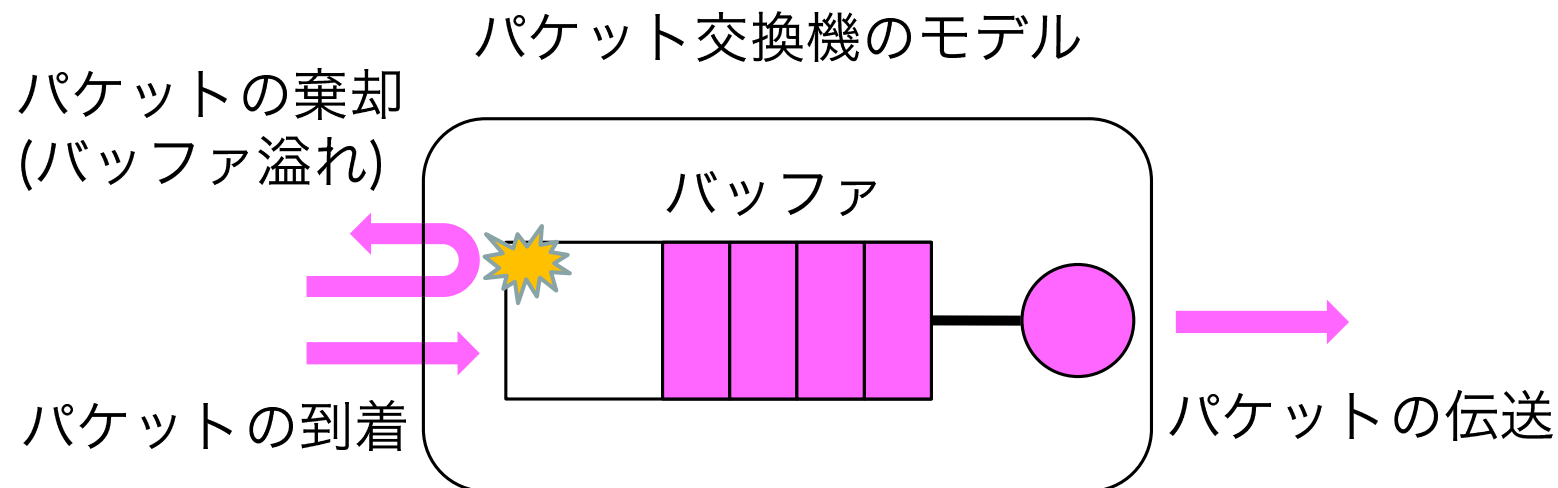 パケット交換機のモデル
パケットの棄却
(バッファ溢れ)
バッファ
パケットの到着
パケットの伝送